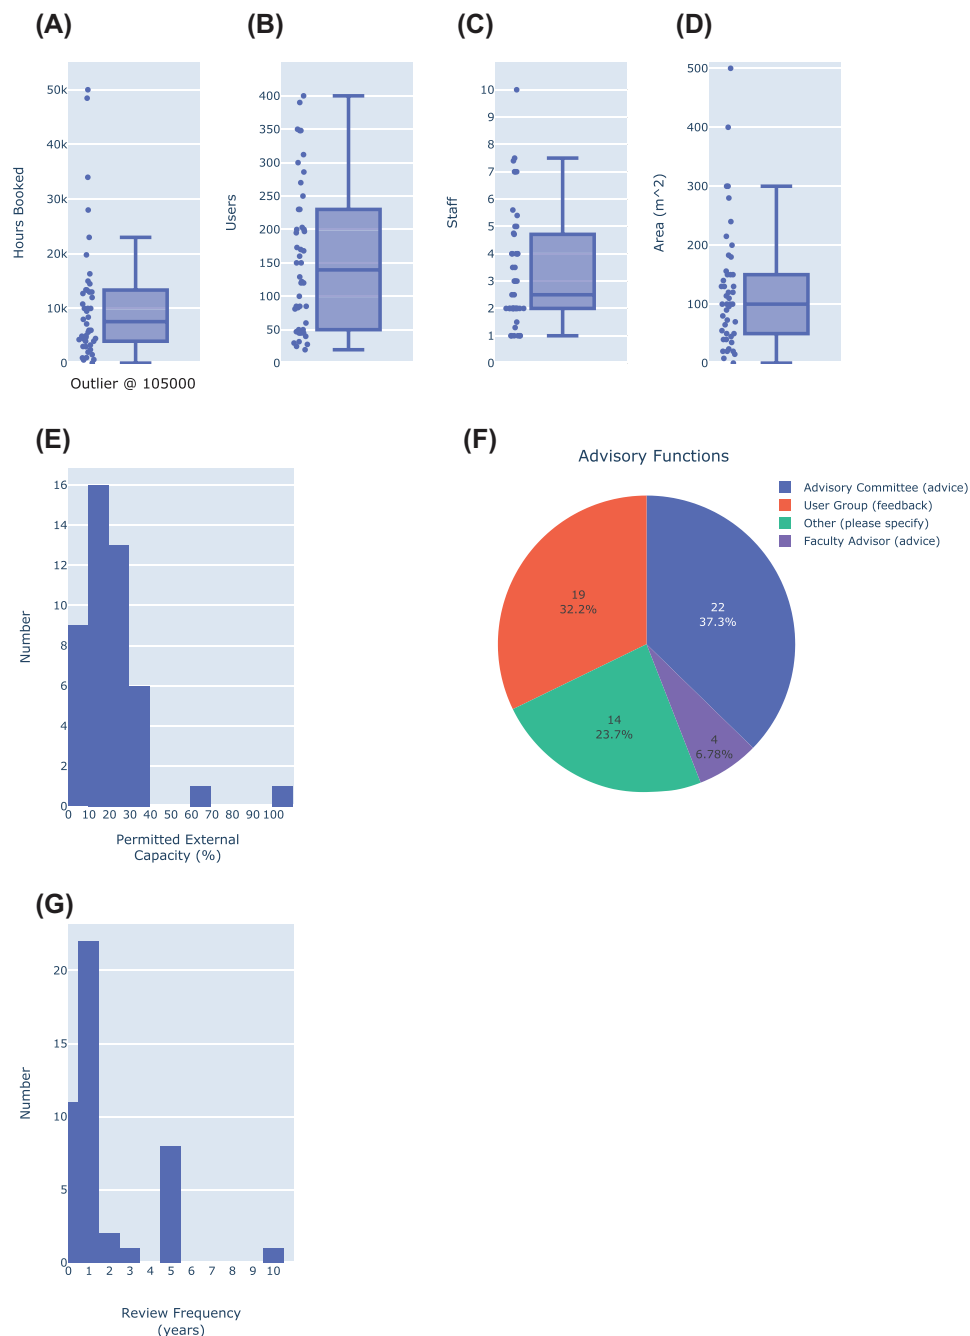 (A)
(B)
(C)
(D)
50k
40k
30k
20k
10k
0
Hours Booked
Outlier @ 105000
400
350
300
250
200
150
100
50
0
Users
10
9
8
7
6
5
4
3
2
1
0
Staff
500
400
300
200
100
0
Area (m^2)
(E)
16
14
12
10
8
6
4
2
0
Number
0 10 20 30 40 50 60 70 80 90 100
Permitted External
Capacity (%)
(F)
Advisory Functions
Advisory Committee (advice)
User Group (feedback)
Other (please specify)
Faculty Advisor (advice)
19
32.2%
22
37.3%
14
23.7%
4
6.78%
(G)
20
15
10
5
0
Number
0 1 2 3 4 5 6 7 8 9 10
Review Frequency
(years)